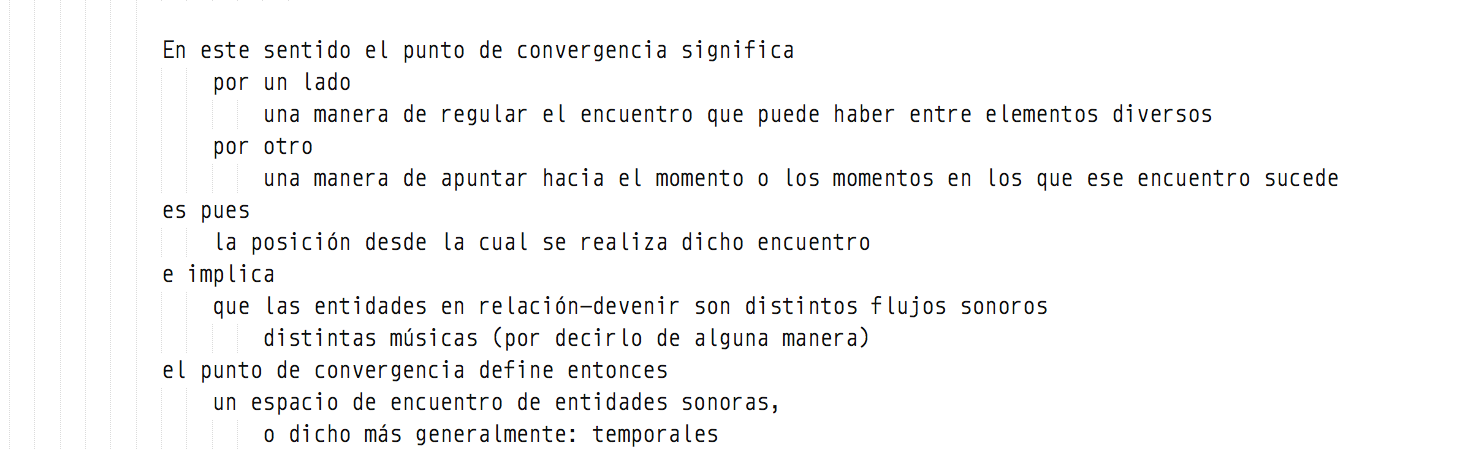 En este sentido el punto de convergencia significa
por un lado
una manera de regular el encuentro que puede haber entre elementos diversos
por otro
una manera de apuntar hacia el momento o los momentos en los que ese encuentro sucede
es pues
la posición desde la cual se realiza dicho encuentro
e implica
que las entidades en relación—devenir son distintos flujos sonoros
distintas músicas (por decirlo de alguna manera)
el punto de convergencia define entonces
un espacio de encuentro de entidades sonoras,
o dicho más generalmente: temporales